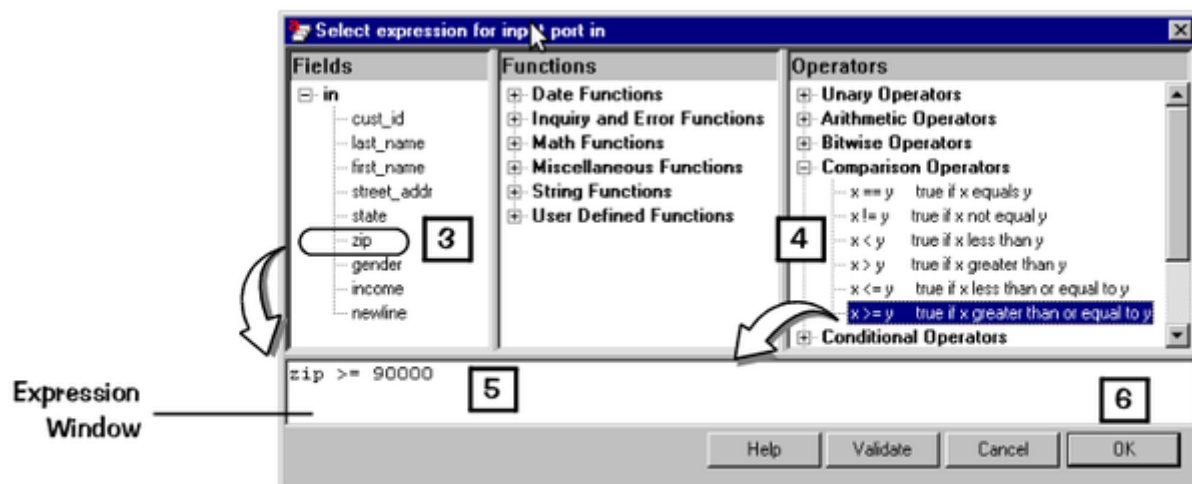 Select expression for input port in
Fields
in
cust_id
last_name
first_name
street_addr
state
zip
gender
income
newline
3
Functions
Date Functions
Inquiry and Error Functions
Math Functions
Miscellaneous Functions
String Functions
User Defined Functions
Operators
Unary Operators
Arithmetic Operators
Bitwise Operators
Comparison Operators
x == y true if x equals y
x != y true if x not equal y
x < y true if x less than y
x > y true if x greater than y
x <= y true if x less than or equal to y
x >= y true if x greater than or equal to y
Conditional Operators
4
zip >= 90000
5
6
Expression
Window
Help
Validate
Cancel
OK